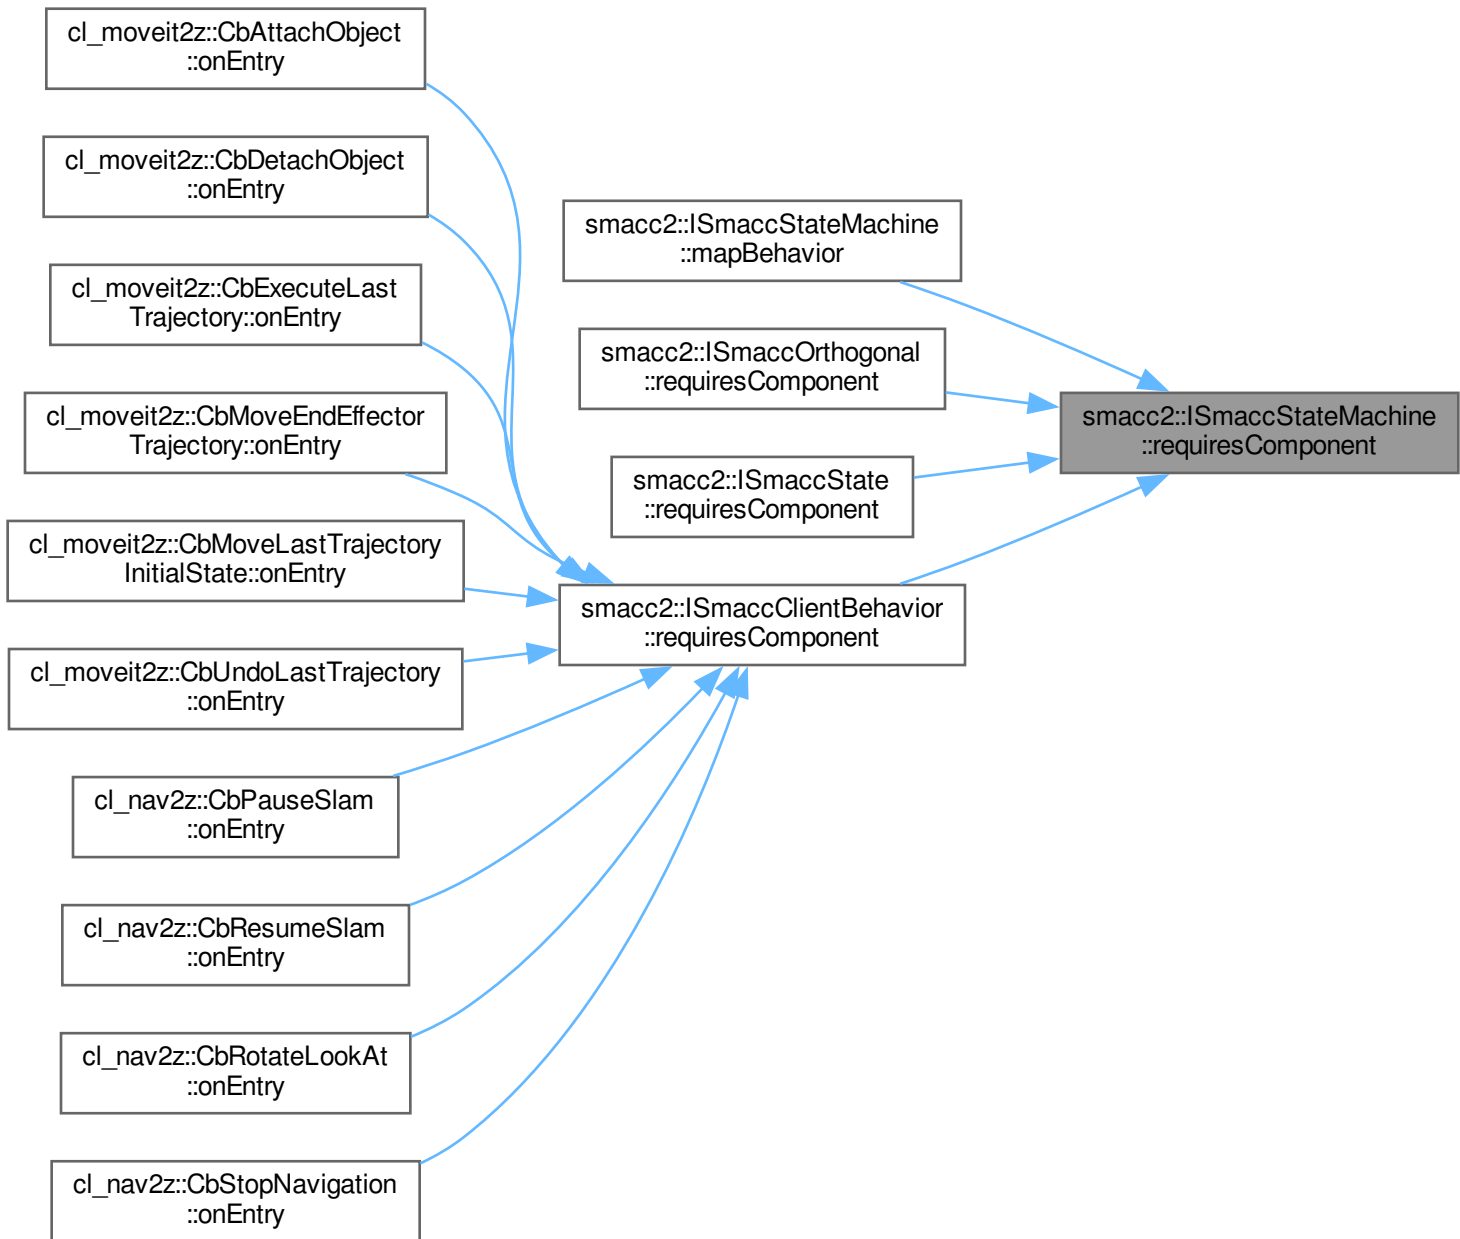 cl_moveit2z::CbAttachObject
::onEntry
cl_moveit2z::CbDetachObject
::onEntry
cl_moveit2z::CbExecuteLast
Trajectory::onEntry
cl_moveit2z::CbMoveEndEffector
Trajectory::onEntry
cl_moveit2z::CbMoveLastTrajectory
InitialState::onEntry
cl_moveit2z::CbUndoLastTrajectory
::onEntry
cl_nav2z::CbPauseSlam
::onEntry
cl_nav2z::CbResumeSlam
::onEntry
cl_nav2z::CbRotateLookAt
::onEntry
cl_nav2z::CbStopNavigation
::onEntry
smacc2::ISmaccStateMachine
::mapBehavior
smacc2::ISmaccOrthogonal
::requiresComponent
smacc2::ISmaccState
::requiresComponent
smacc2::ISmaccClientBehavior
::requiresComponent
smacc2::ISmaccStateMachine
::requiresComponent